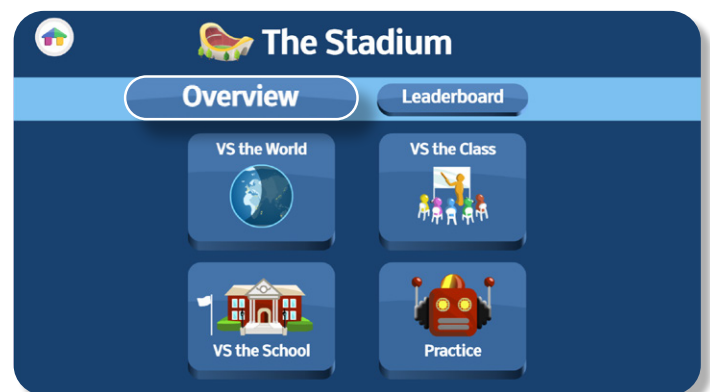 The Stadium
Overview
Leaderboard
VS the World
VS the Class
VS the School
Practice